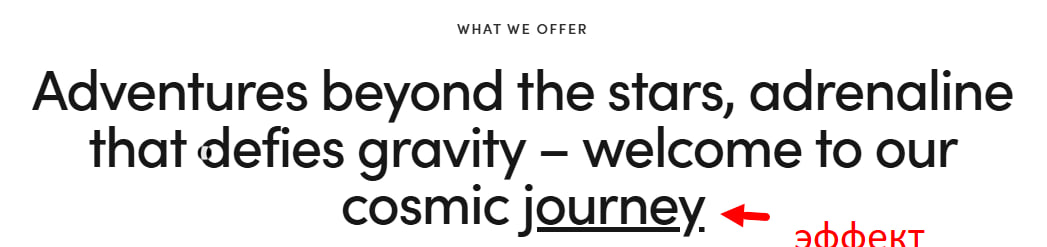 WHAT WE OFFER
Adventures beyond the stars, adrenaline
that defies gravity – welcome to our
cosmic journey
эффект